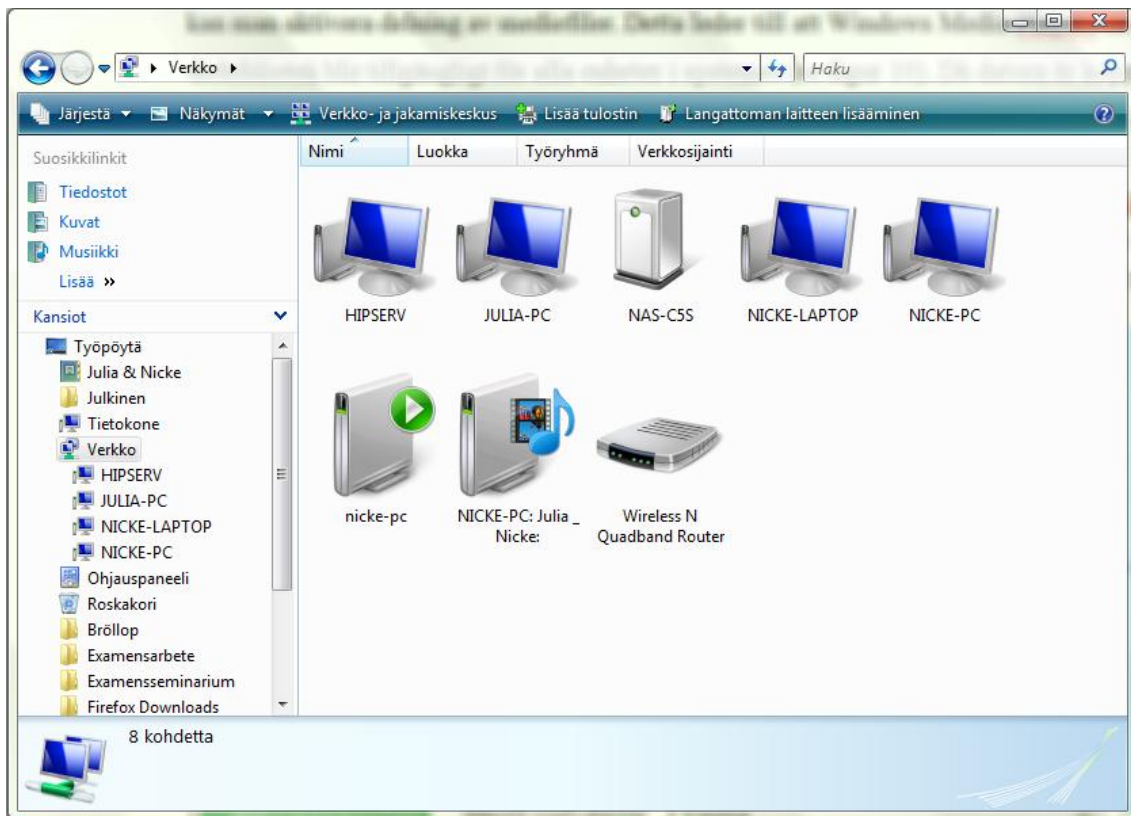 Verkko
Haku
Järjestä Näkymät Verkko- ja jakamiskeskus Lisää tulostin Langattoman laitteen lisääminen
Suosikkilinkit
Tiedostot
Kuvat
Musiikki
Lisää »
Kansiot
Työpöytä
Julia & Nicke
Julkinen
Tietokone
Verkko
HIPSERV
JULIA-PC
NICKE-LAPTOP
NICKE-PC
Ohjauspaneeli
Roskakori
Bröllop
Examensarbete
Examensseminarium
Firefox Downloads
Nimi Luokka Työryhmä Verkkosijainti
HIPSERV JULIA-PC NAS-C5S NICKE-LAPTOP NICKE-PC
nicke-pc NICKE-PC: Julia _ Wireless N
Nicke: Quadband Router
8 kohdetta